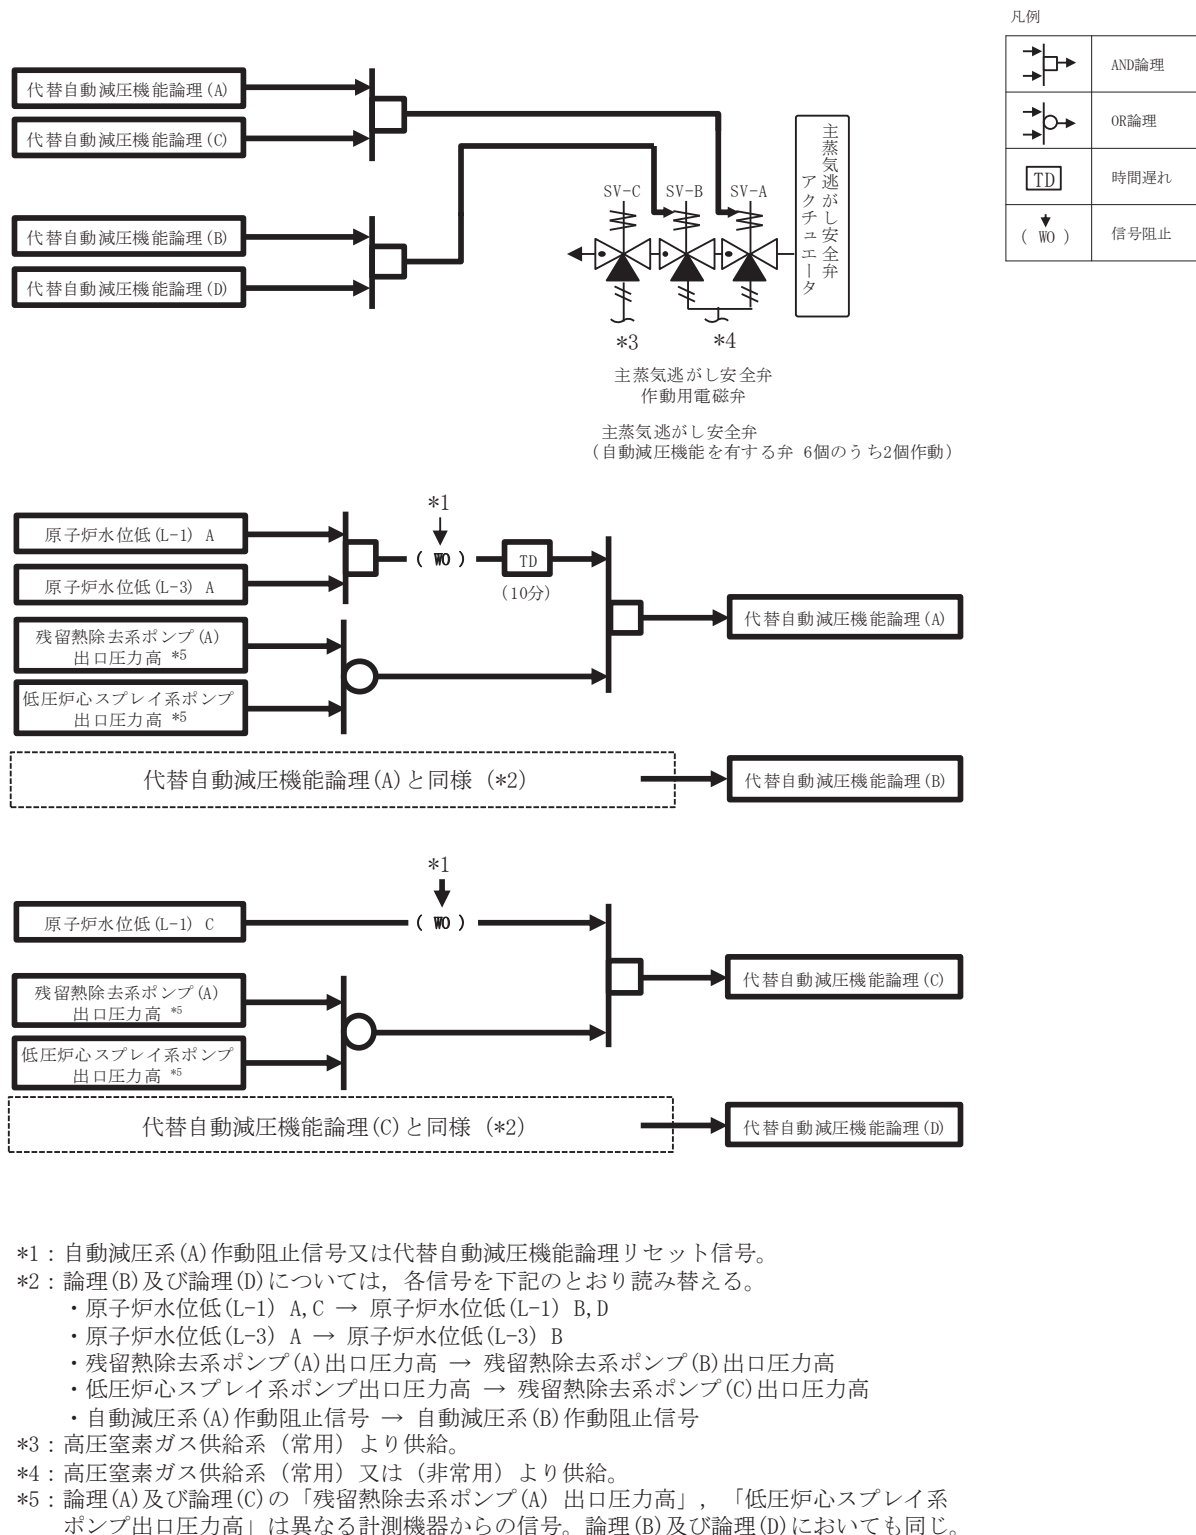 凡例
AND論理
OR論理
TD
時間遅れ
( WO )
信号阻止
代替自動減圧機能論理(A)
代替自動減圧機能論理(C)
代替自動減圧機能論理(B)
代替自動減圧機能論理(D)
SV-C
SV-B
SV-A
主蒸気逃がし安全弁
アクチュエータ
*3
*4
主蒸気逃がし安全弁
作動用電磁弁
主蒸気逃がし安全弁
(自動減圧機能を有する弁 6個のうち2個作動)
*1
原子炉水位低(L-1) A
( WO )
TD
(10分)
原子炉水位低(L-3) A
代替自動減圧機能論理(A)
残留熱除去系ポンプ(A)
出口圧力高 *5
低圧炉心スプレイ系ポンプ
出口圧力高 *5
代替自動減圧機能論理(A)と同様 (*2)
代替自動減圧機能論理(B)
*1
原子炉水位低(L-1) C
( WO )
代替自動減圧機能論理(C)
残留熱除去系ポンプ(A)
出口圧力高 *5
低圧炉心スプレイ系ポンプ
出口圧力高 *5
代替自動減圧機能論理(C)と同様 (*2)
代替自動減圧機能論理(D)
*1：自動減圧系(A)作動阻止信号又は代替自動減圧機能論理リセット信号。
*2：論理(B)及び論理(D)については，各信号を下記のとおり読み替える。
・原子炉水位低(L-1) A,C → 原子炉水位低(L-1) B,D
・原子炉水位低(L-3) A → 原子炉水位低(L-3) B
・残留熱除去系ポンプ(A)出口圧力高 → 残留熱除去系ポンプ(B)出口圧力高
・低圧炉心スプレイ系ポンプ出口圧力高 → 残留熱除去系ポンプ(C)出口圧力高
・自動減圧系(A)作動阻止信号 → 自動減圧系(B)作動阻止信号
*3：高圧窒素ガス供給系（常用）より供給。
*4：高圧窒素ガス供給系（常用）又は（非常用）より供給。
*5：論理(A)及び論理(C)の「残留熱除去系ポンプ(A) 出口圧力高」，「低圧炉心スプレイ系
ポンプ出口圧力高」は異なる計測機器からの信号。論理(B)及び論理(D)においても同じ。